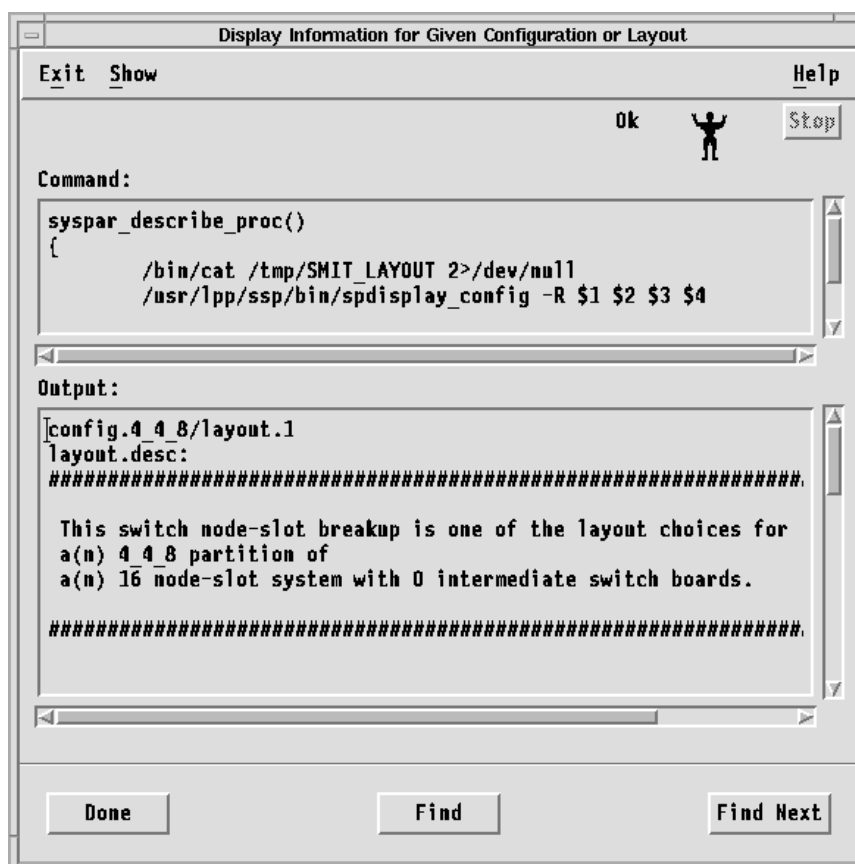 Display Information for Given Configuration or Layout
Exit Show Help
Ok Stop
Command:
syspar_describe_proc()
{
/bin/cat /tmp/SMIT_LAYOUT 2>/dev/null
/usr/lpp/ssp/bin/spdisplay_config -R $1 $2 $3 $4
Output:
config.4_4_8/layout.1
layout.desc:
################################################################
This switch node-slot breakup is one of the layout choices for
a(n) 4_4_8 partition of
a(n) 16 node-slot system with 0 intermediate switch boards.
################################################################
Done Find Find Next